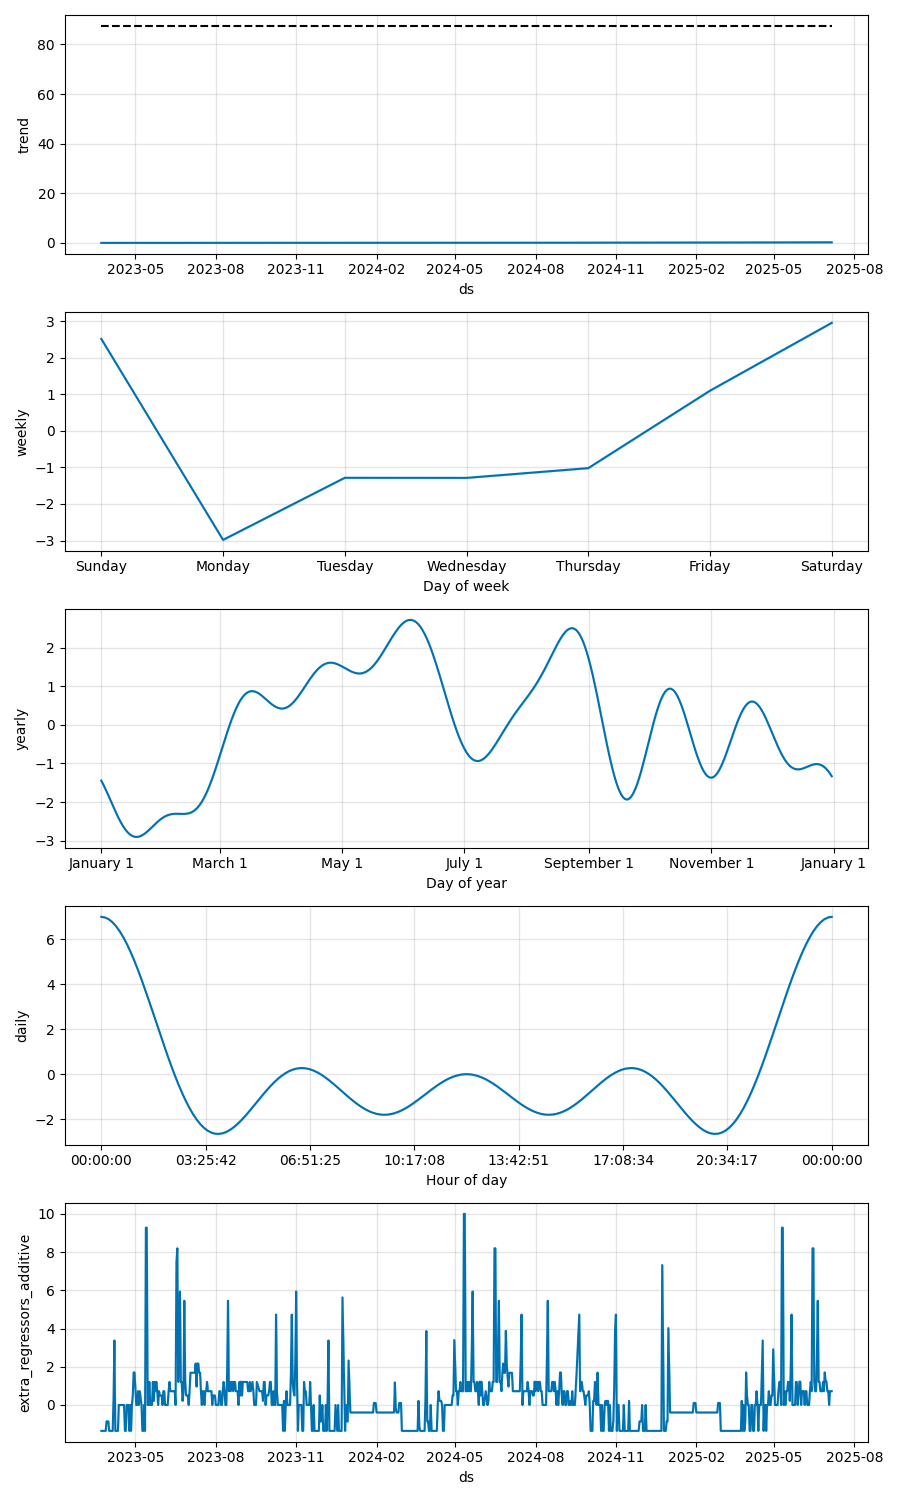 trend
80
60
40
20
0
2023-05 2023-08 2023-11 2024-02 2024-05 2024-08 2024-11 2025-02 2025-05 2025-08
ds
weekly
3
2
1
0
−1
−2
−3
Sunday Monday Tuesday Wednesday Thursday Friday Saturday
Day of week
yearly
2
1
0
−1
−2
−3
January 1 March 1 May 1 July 1 September 1 November 1 January 1
Day of year
daily
6
4
2
0
−2
00:00:00 03:25:42 06:51:25 10:17:08 13:42:51 17:08:34 20:34:17 00:00:00
Hour of day
extra_regressors_additive
10
8
6
4
2
0
2023-05 2023-08 2023-11 2024-02 2024-05 2024-08 2024-11 2025-02 2025-05 2025-08
ds